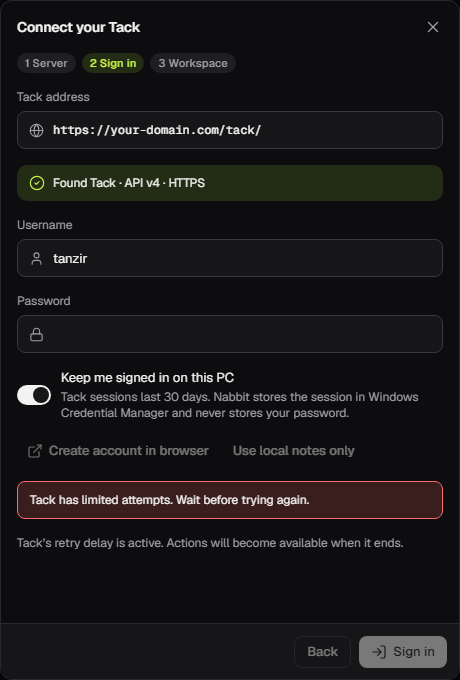 Connect your Tack
1 Server
2 Sign in
3 Workspace
Tack address
https://your-domain.com/tack/
Found Tack · API v4 · HTTPS
Username
tanzir
Password
Keep me signed in on this PC
Tack sessions last 30 days. Nabbit stores the session in Windows
Credential Manager and never stores your password.
Create account in browser
Use local notes only
Tack has limited attempts. Wait before trying again.
Tack's retry delay is active. Actions will become available when it ends.
Back
Sign in